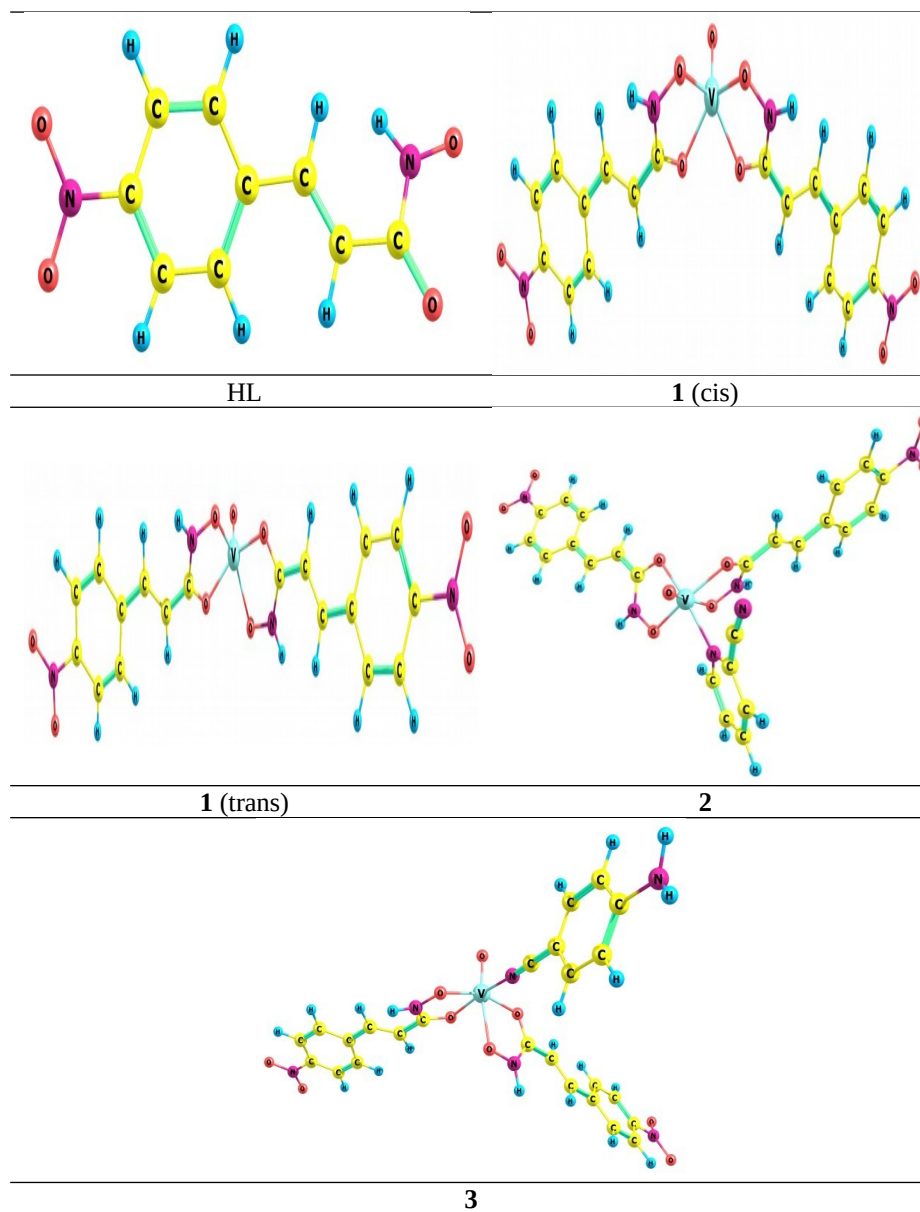 H H
O C C H
H O
N C C C N
O C C C C
O
H H H
HL
O
O V O
H N N H
H H C O O C H H
H C C C C C C H
C C C C C
O N C C H H C C O
H H H C N
O H H O
1 (cis)
H H
H H H O O O H C C O
H C C N V C C
C C C O C C C N
O N C C H O N C C O
C H H H
O H H H
1 (trans)
O H N O
O N C H H C C
H C C H C C H
H C C C O O C C C H
H H C O V N H
N O O N
H O N C
H C C
C C H
H C
H
2
H H
C N H
H C C
C C
O N C C H
H H H N O V H
H C C C C O O
C C C H O C H
O N C C H N C H C
O H H H C C C O
H C C N
H H O
3